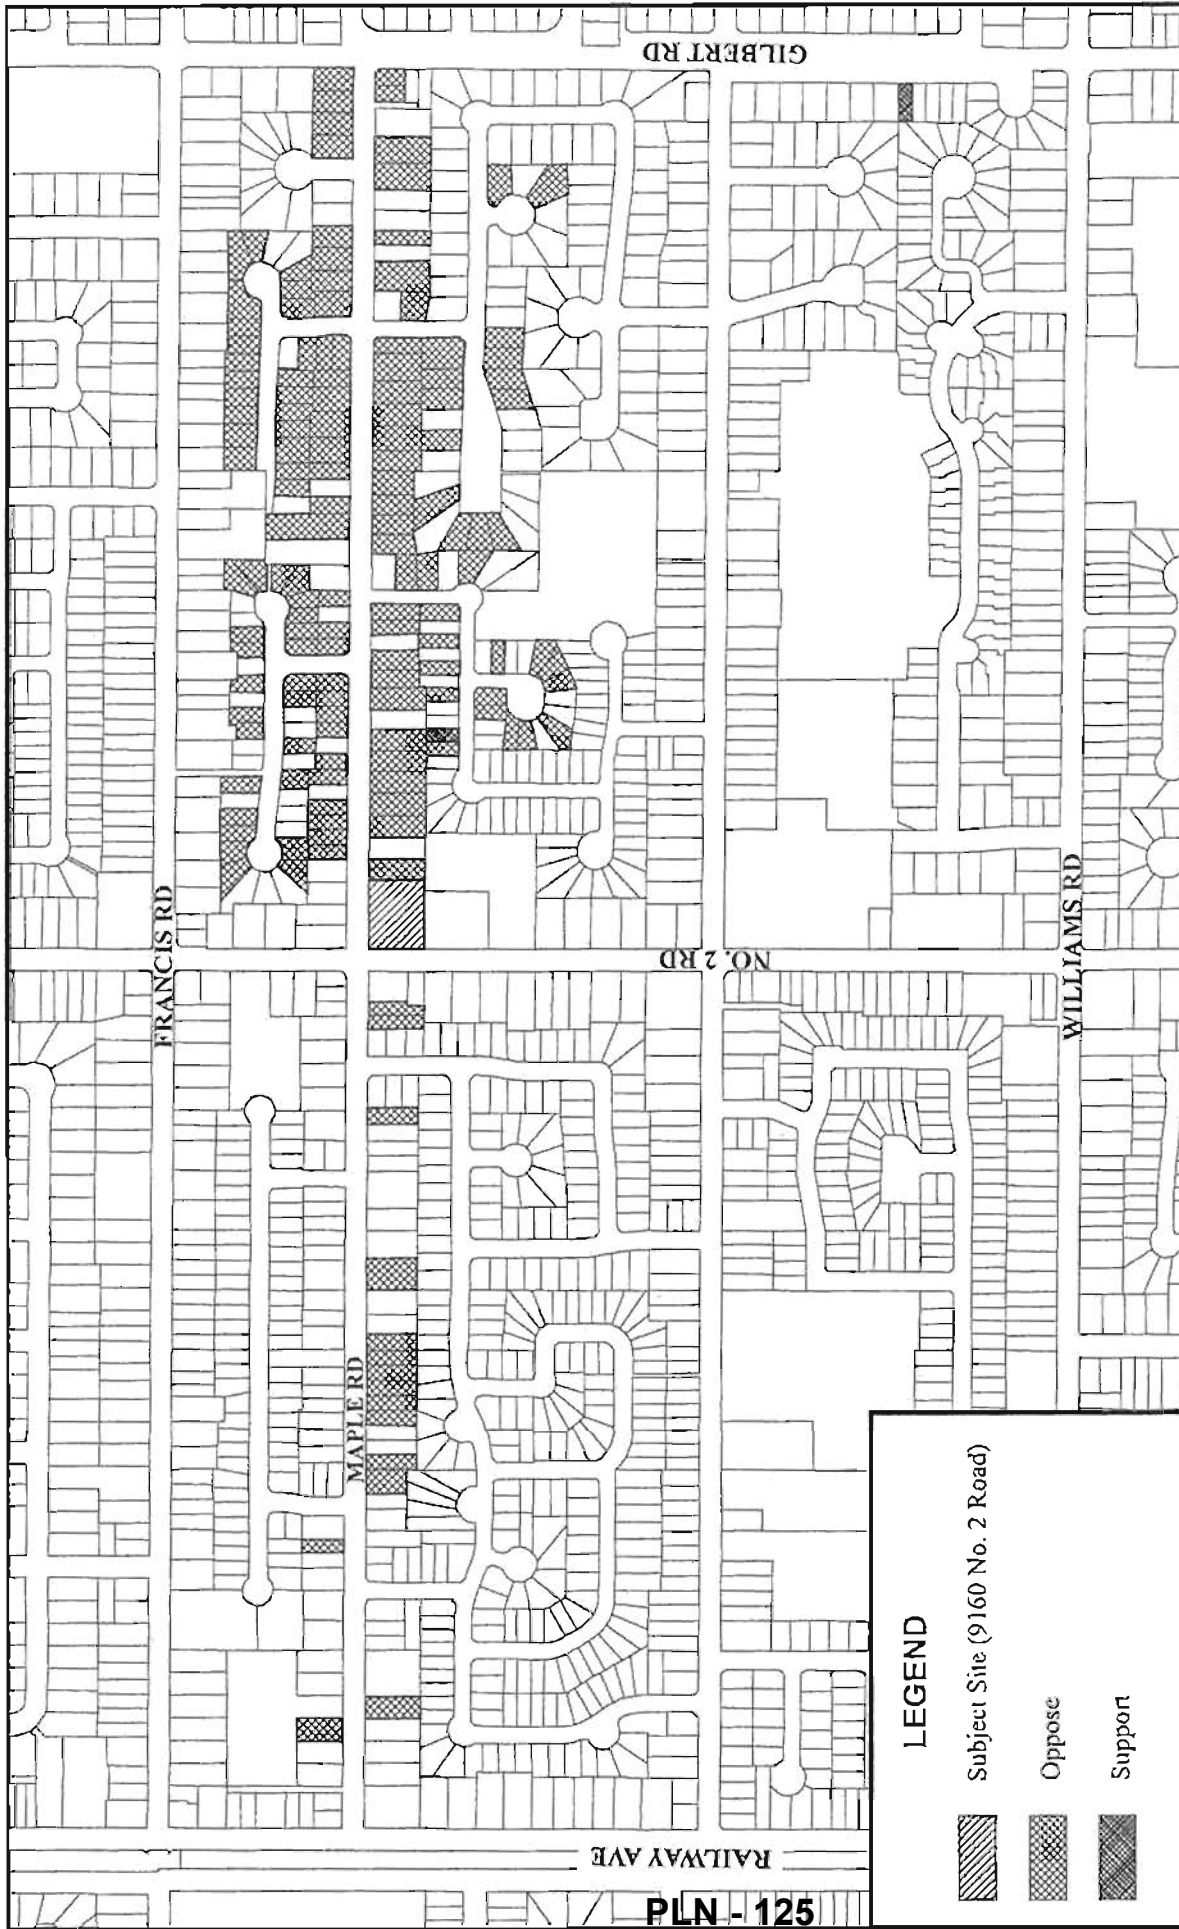 GILBERT RD
FRANCIS RD
NO. 2 RD
WILLIAMS RD
MAPLE RD
RAILWAY AVE
LEGEND
Subject Site (9160 No. 2 Road)
Oppose
Support
PLN - 125